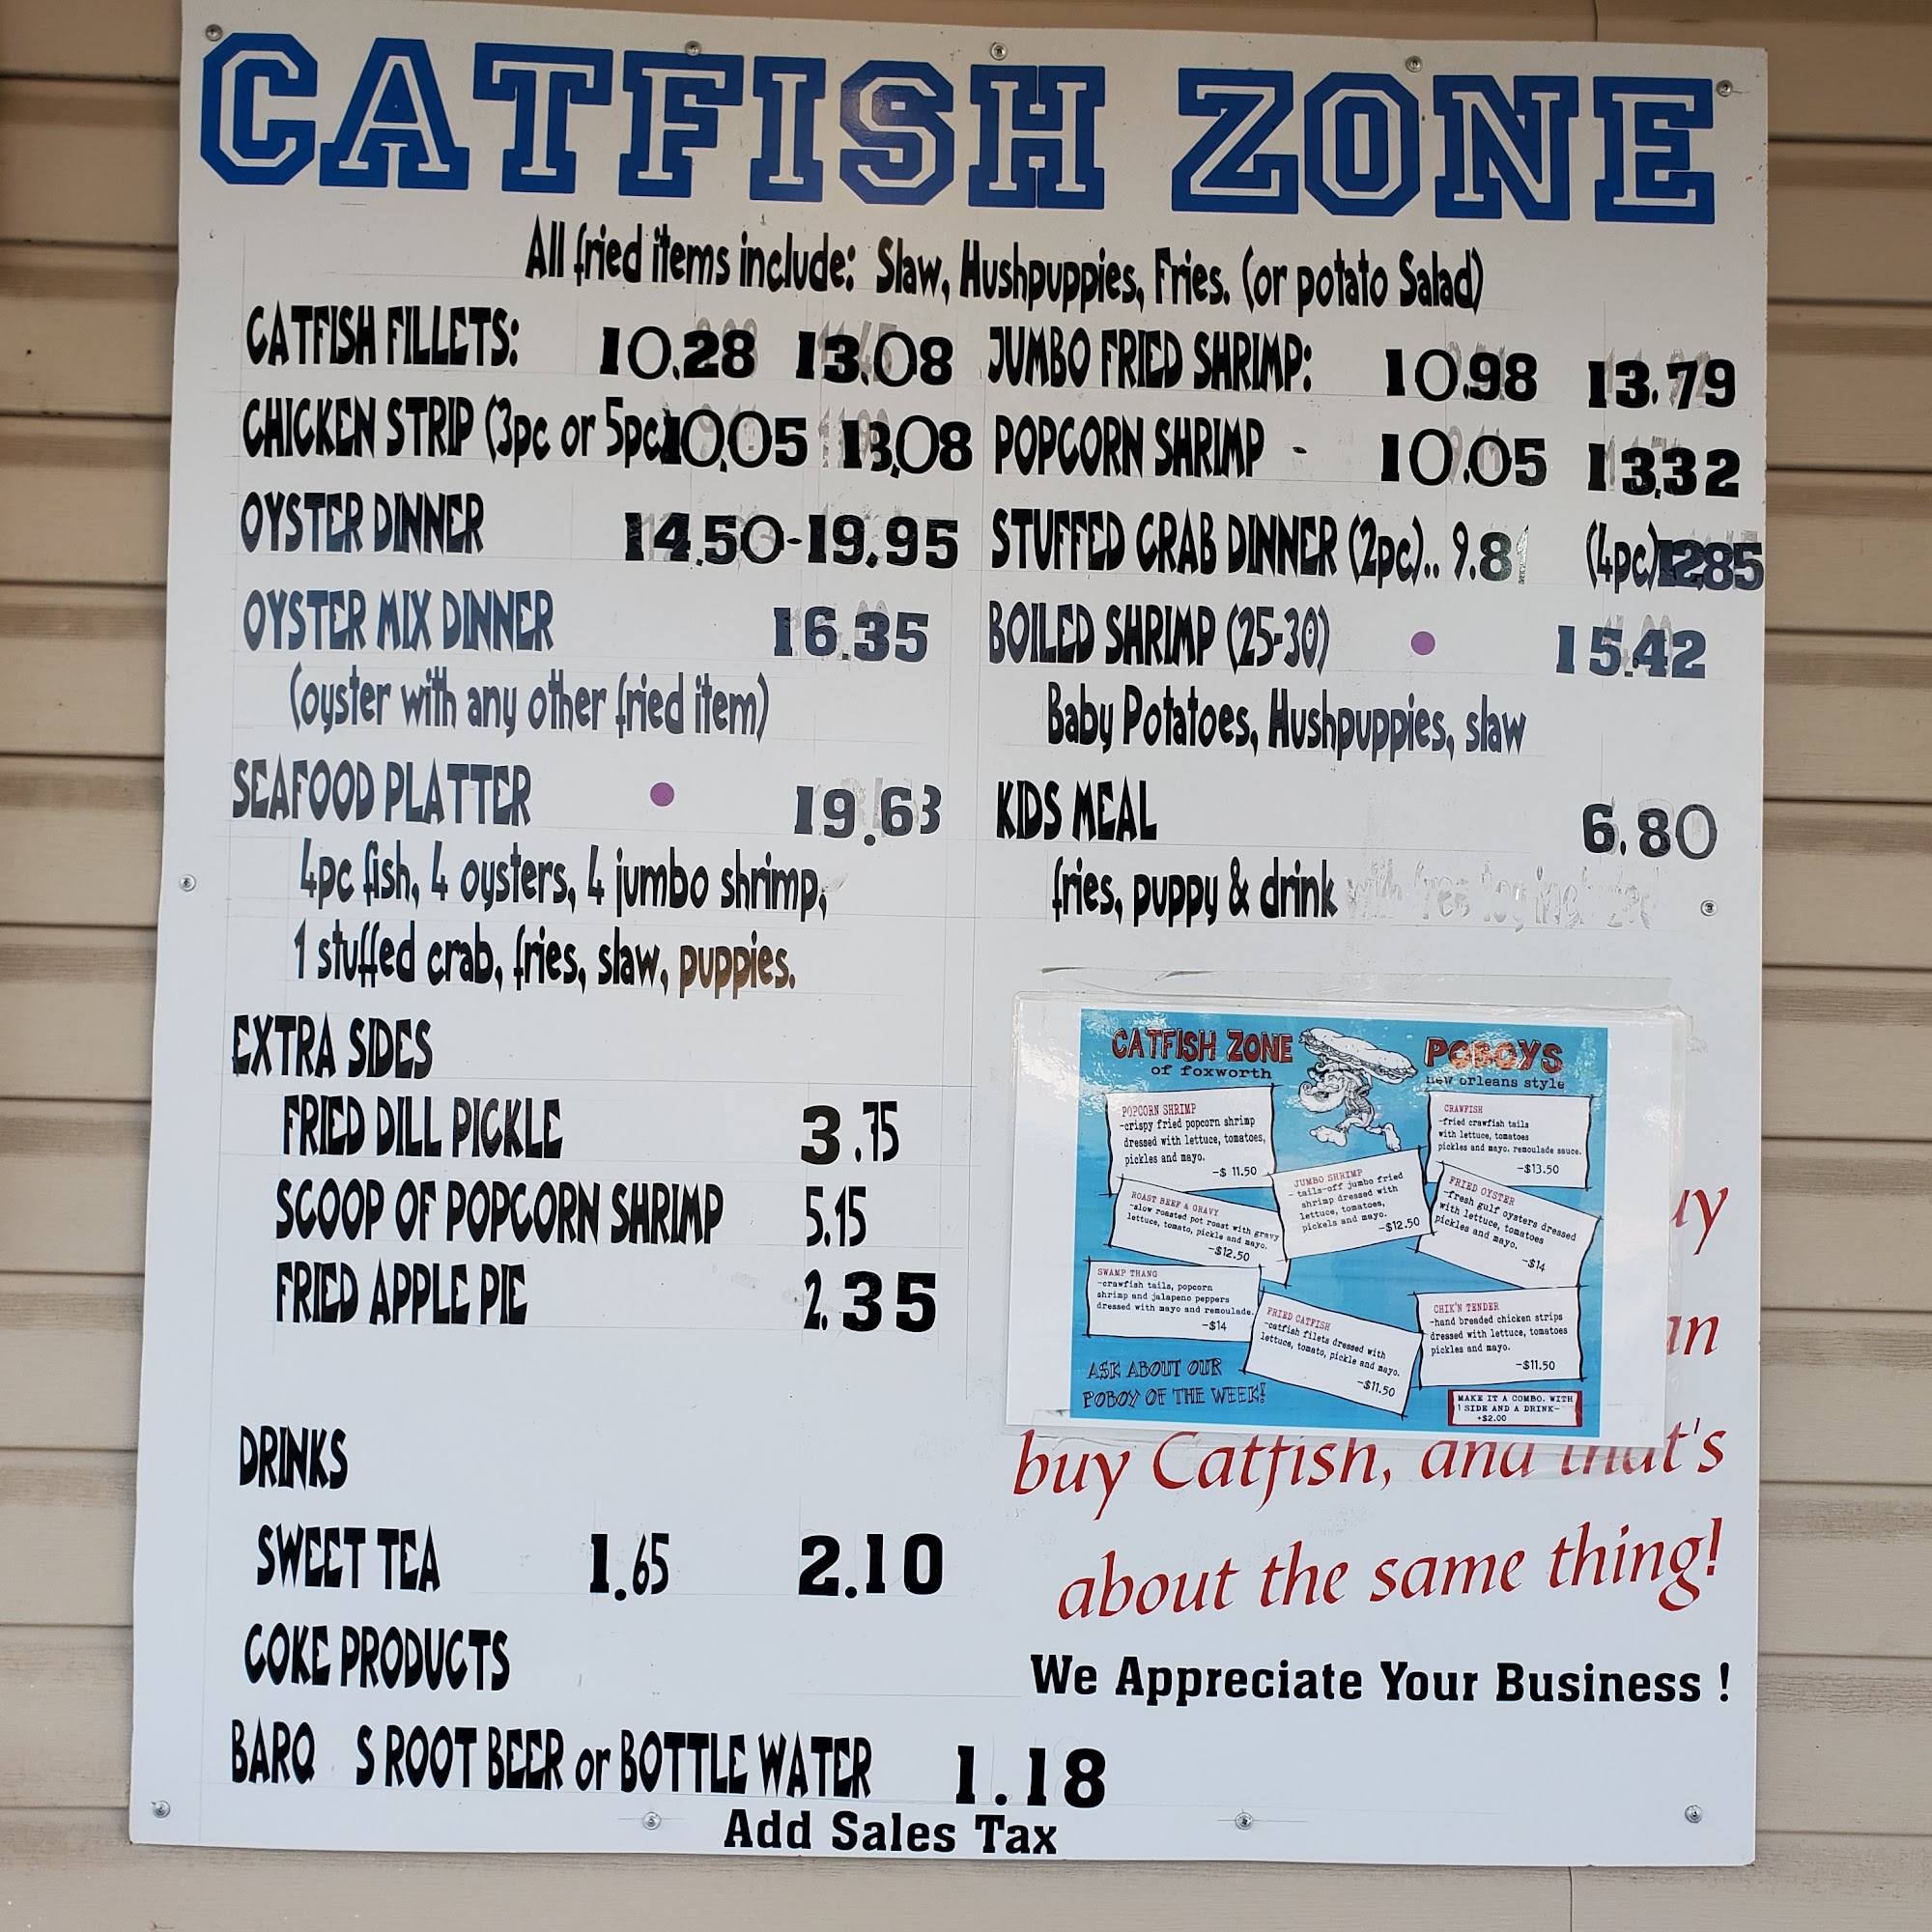 CATFISH ZONE
All fried items include: Slaw, Hushpuppies, Fries. (or potato Salad)
CATFISH FILLETS: 10.28 13.08
CHICKEN STRIP (3pc or 5pc) 10.05 13.08
OYSTER DINNER 14.50-19.95
OYSTER MIX DINNER 16.35
(oyster with any other fried item)
SEAFOOD PLATTER 19.63
4pc fish, 4 oysters, 4 jumbo shrimp,
1 stuffed crab, fries, slaw, puppies.
EXTRA SIDES
FRIED DILL PICKLE 3.75
SCOOP OF POPCORN SHRIMP 5.15
FRIED APPLE PIE 2.35
DRINKS
SWEET TEA 1.65 2.10
COKE PRODUCTS
BARQ S ROOT BEER or BOTTLE WATER 1.18
Add Sales Tax
JUMBO FRIED SHRIMP: 10.98 13.79
POPCORN SHRIMP - 10.05 13.32
STUFFED CRAB DINNER (2pc).. 9.81 (4pc) 12.85
BOILED SHRIMP (25-30) 15.42
Baby Potatoes, Hushpuppies, slaw
KIDS MEAL 6.80
fries, puppy & drink
CATFISH ZONE
of foxworth
POBOYS
new orleans style
POPCORN SHRIMP
-crispy fried popcorn shrimp
dressed with lettuce, tomatoes,
pickles and mayo.
-$ 11.50
CRAWFISH
-fried crawfish tails
with lettuce, tomatoes
pickles and mayo. remoulade sauce.
-$13.50
ROAST BEEF & GRAVY
-slow roasted pot roast with gravy
lettuce, tomato, pickle and mayo.
-$12.50
JUMBO SHRIMP
- tails-off jumbo fried
shrimp dressed with
lettuce, tomatoes,
pickels and mayo.
-$12.50
FRIED OYSTER
-fresh gulf oysters dressed
with lettuce, tomatoes
pickles and mayo.
-$14
SWAMP THANG
-crawfish tails, popcorn
shrimp and jalapeno peppers
dressed with mayo and remoulade.
-$14
FRIED CATFISH
-catfish filets dressed with
lettuce, tomato, pickle and mayo.
-$11.50
CHIK'N TENDER
-hand breaded chicken strips
dressed with lettuce, tomatoes
pickles and mayo.
-$11.50
ASK ABOUT OUR
POBOY OF THE WEEK!
MAKE IT A COMBO. WITH
1 SIDE AND A DRINK-
+$2.00
buy Catfish, and that's
about the same thing!
We Appreciate Your Business !